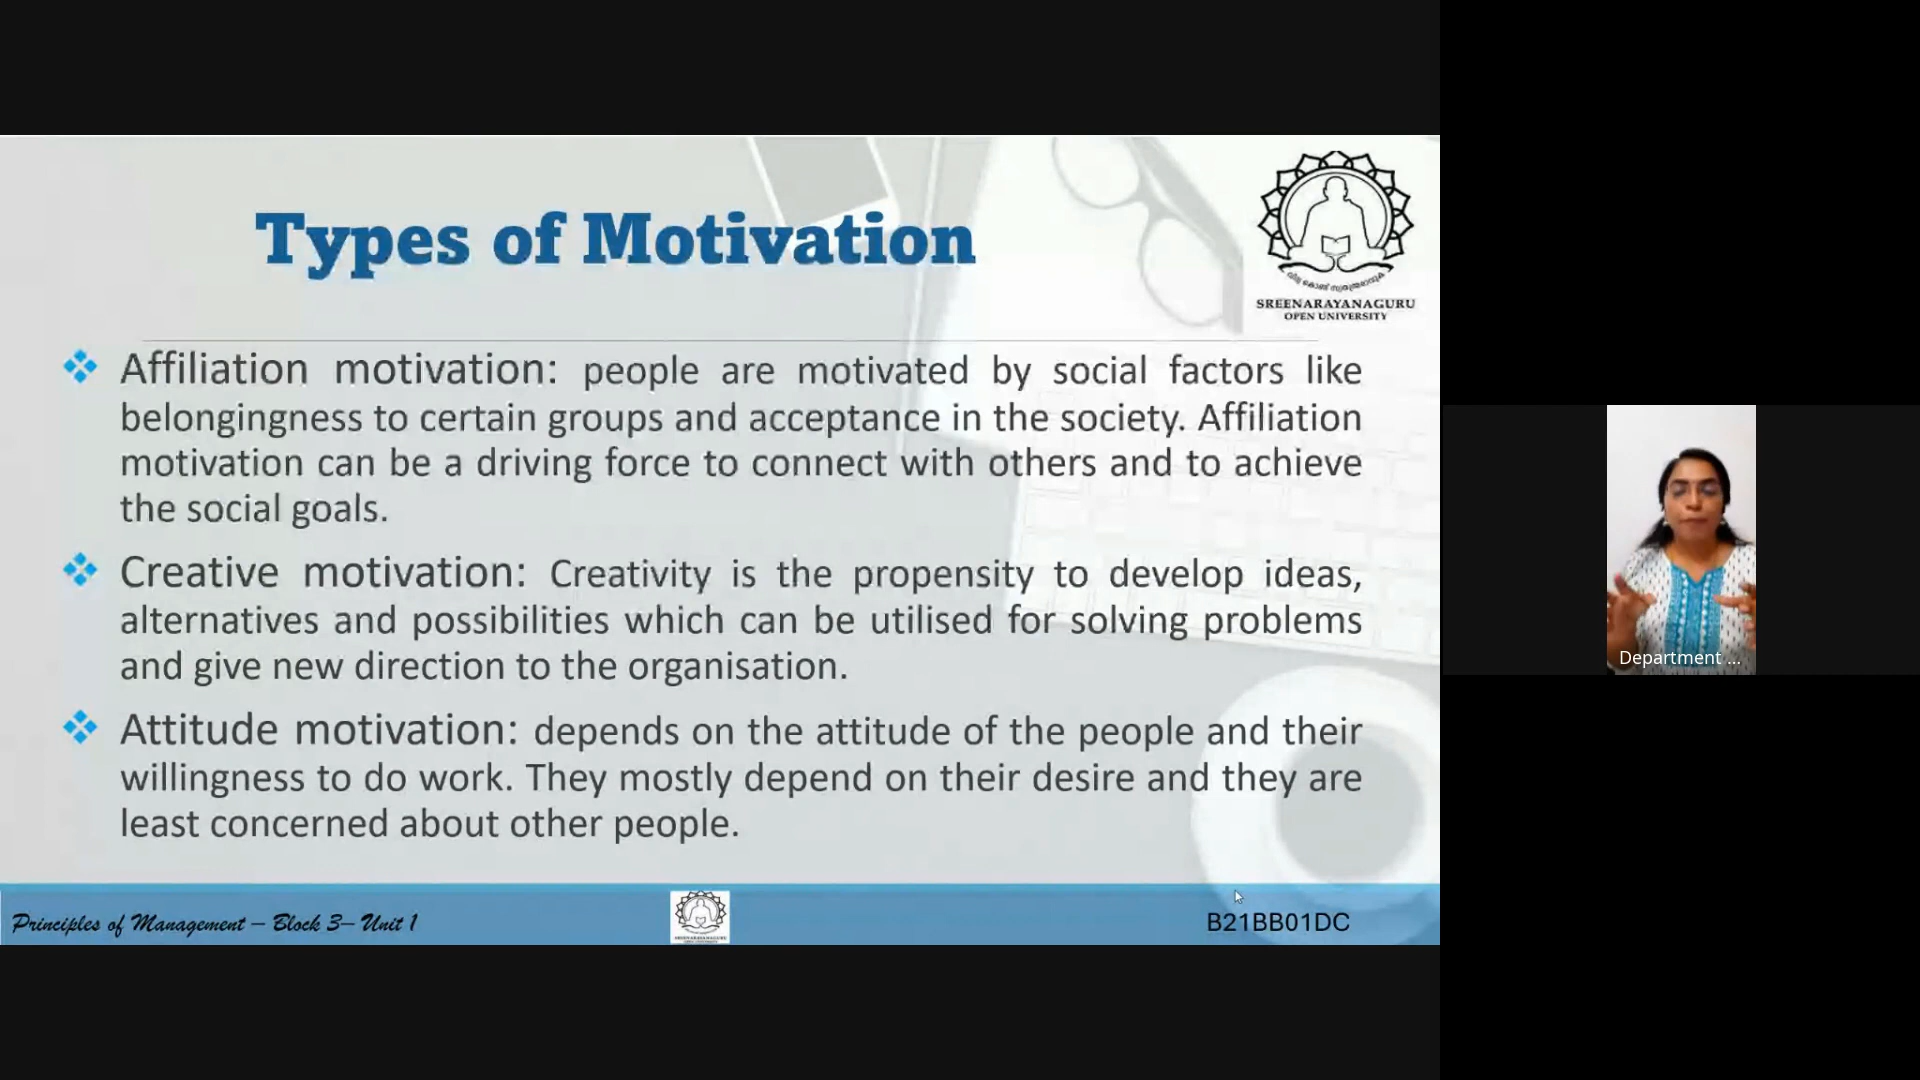 Types of Motivation
SREENARAYANAGURU
OPEN UNIVERSITY
Affiliation motivation: people are motivated by social factors like
belongingness to certain groups and acceptance in the society. Affiliation
motivation can be a driving force to connect with others and to achieve
the social goals.
Creative motivation: Creativity is the propensity to develop ideas,
alternatives and possibilities which can be utilised for solving problems
and give new direction to the organisation.
Attitude motivation: depends on the attitude of the people and their
willingness to do work. They mostly depend on their desire and they are
least concerned about other people.
Department ...
Principles of Management – Block 3– Unit 1
B21BB01DC